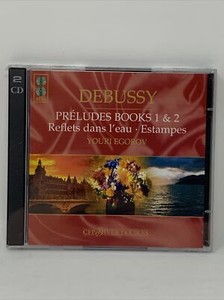 2
CD
DEBUSSY
PRÉLUDES BOOKS 1 & 2
Reflets dans l'eau · Estampes
YOURI EGOROV